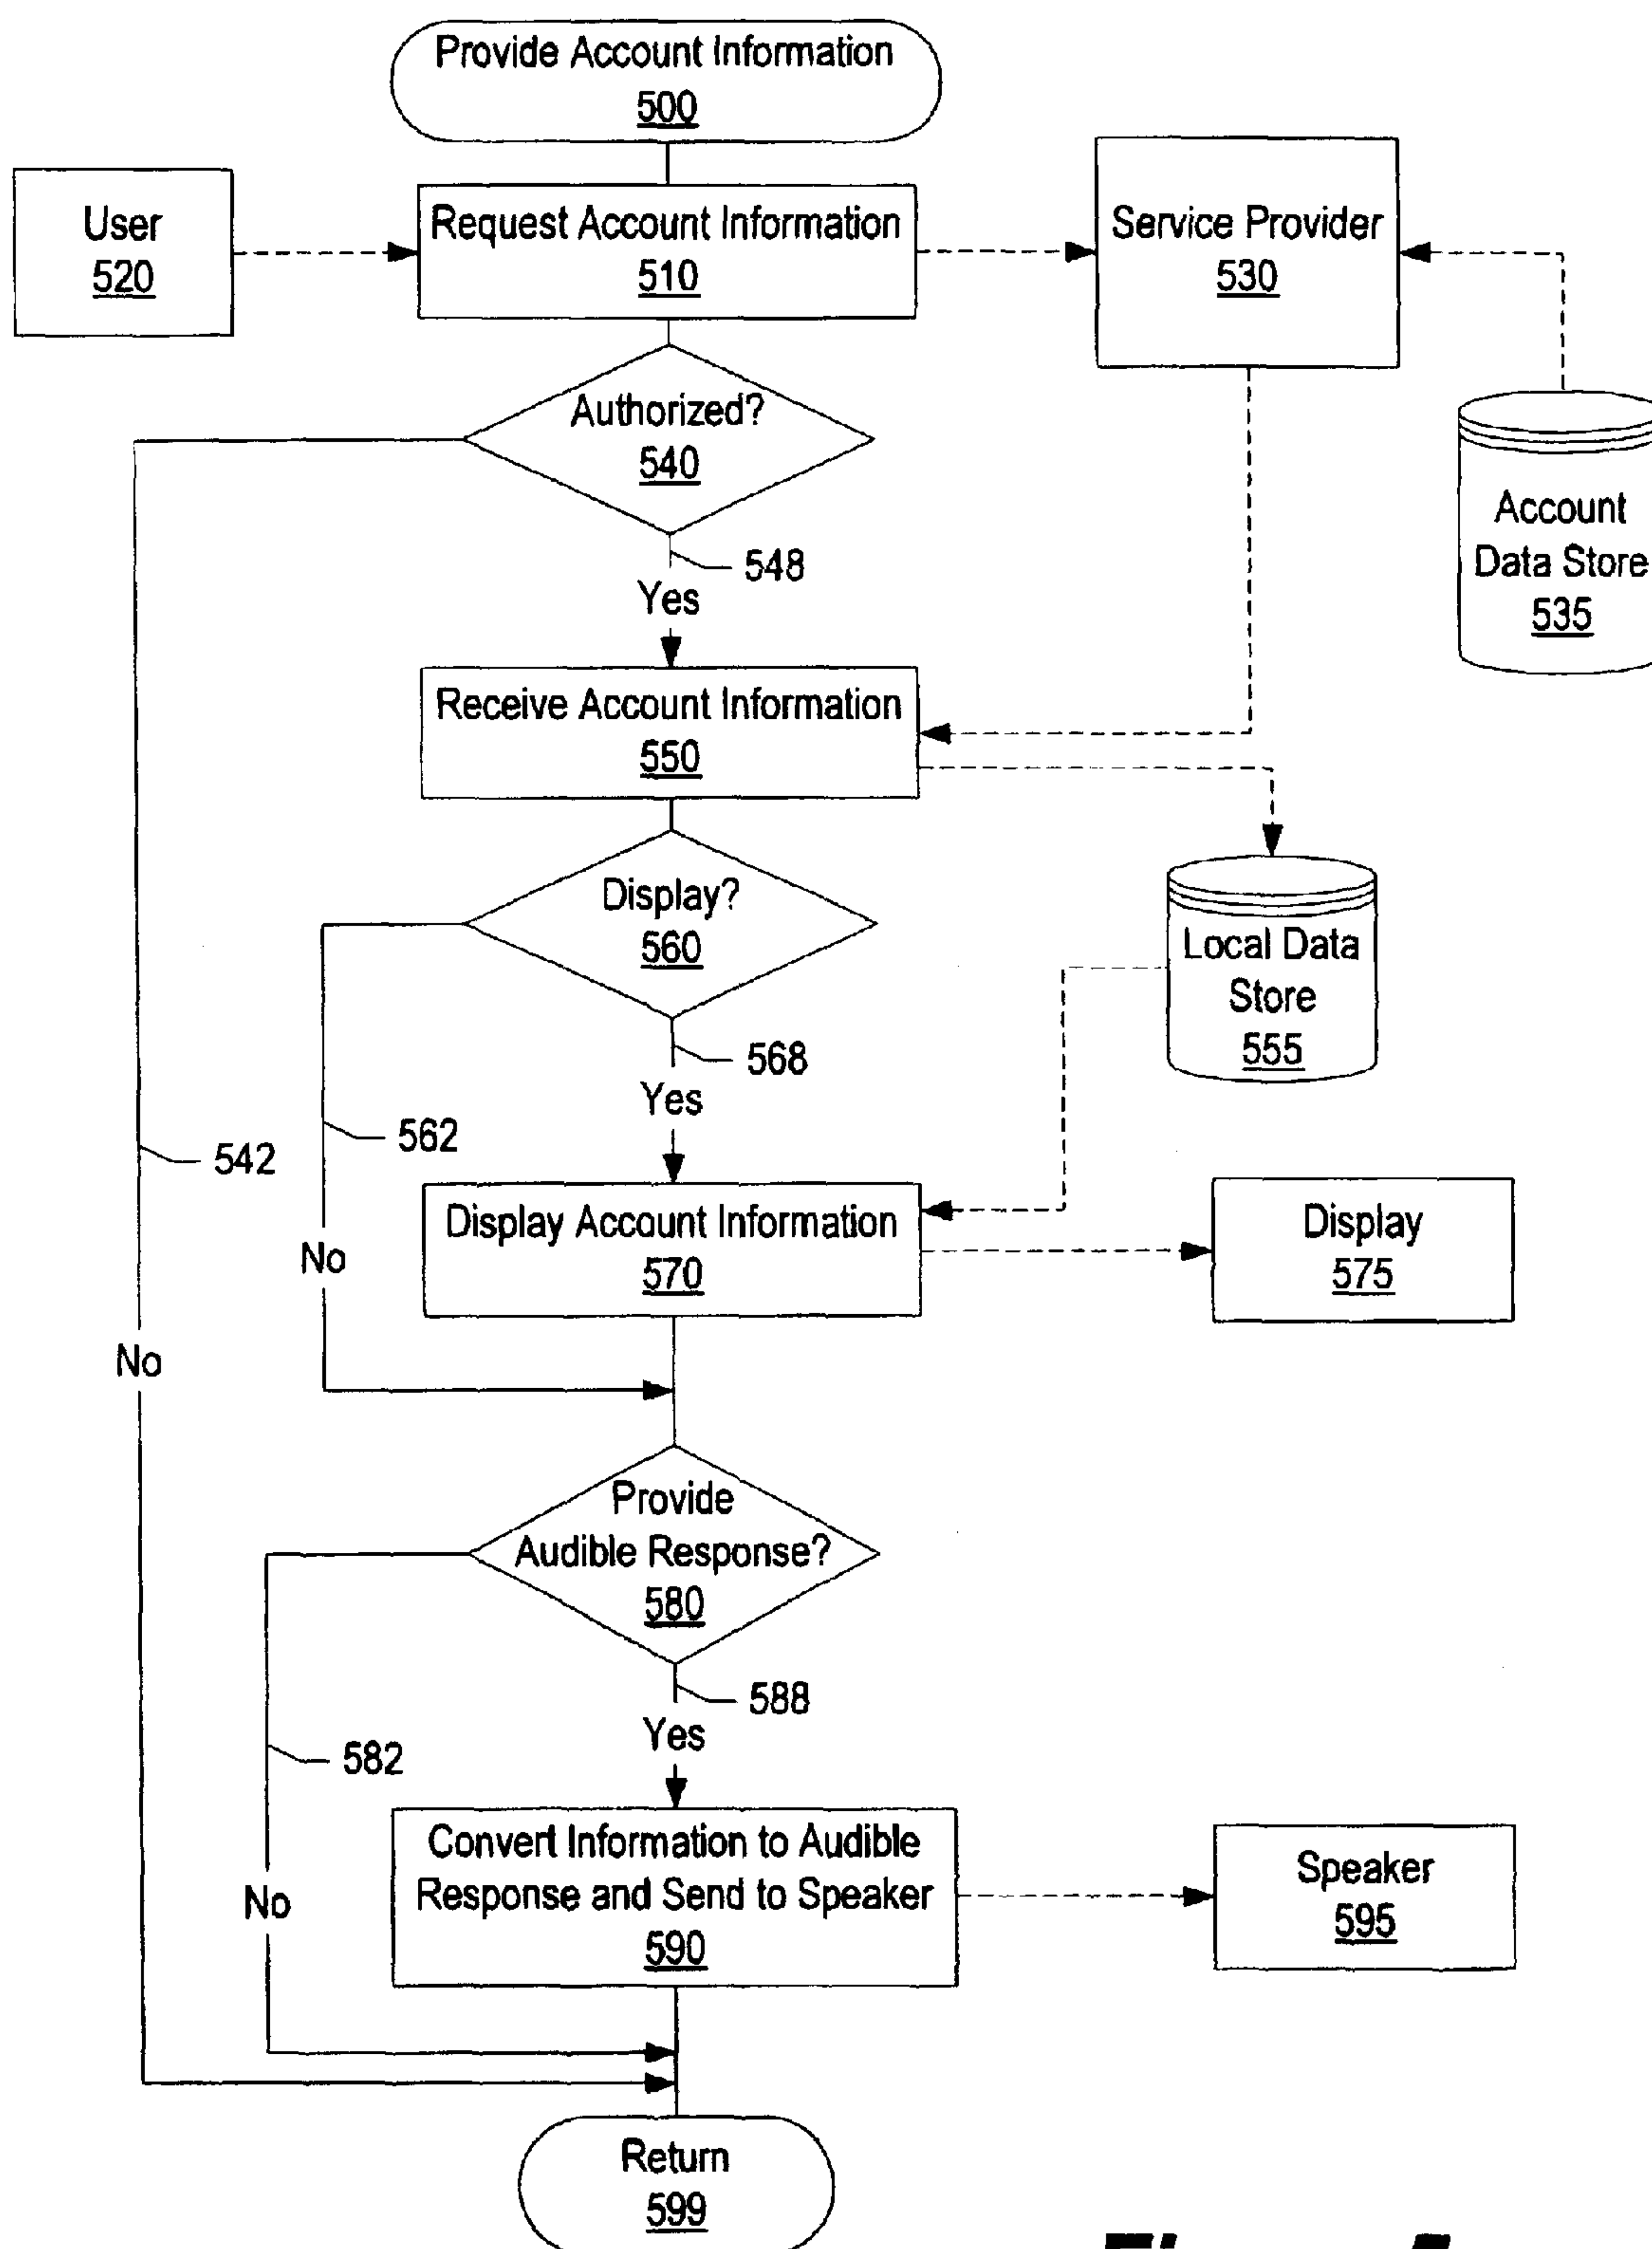 Provide Account Information
500
User
520
Request Account Information
510
Service Provider
530
Authorized?
540
Account
Data Store
535
548
Yes
Receive Account Information
550
Display?
560
Local Data
Store
555
568
Yes
562
542
No
Display Account Information
570
Display
575
No
Provide
Audible Response?
580
588
Yes
582
No
Convert Information to Audible
Response and Send to Speaker
590
Speaker
595
Return
599